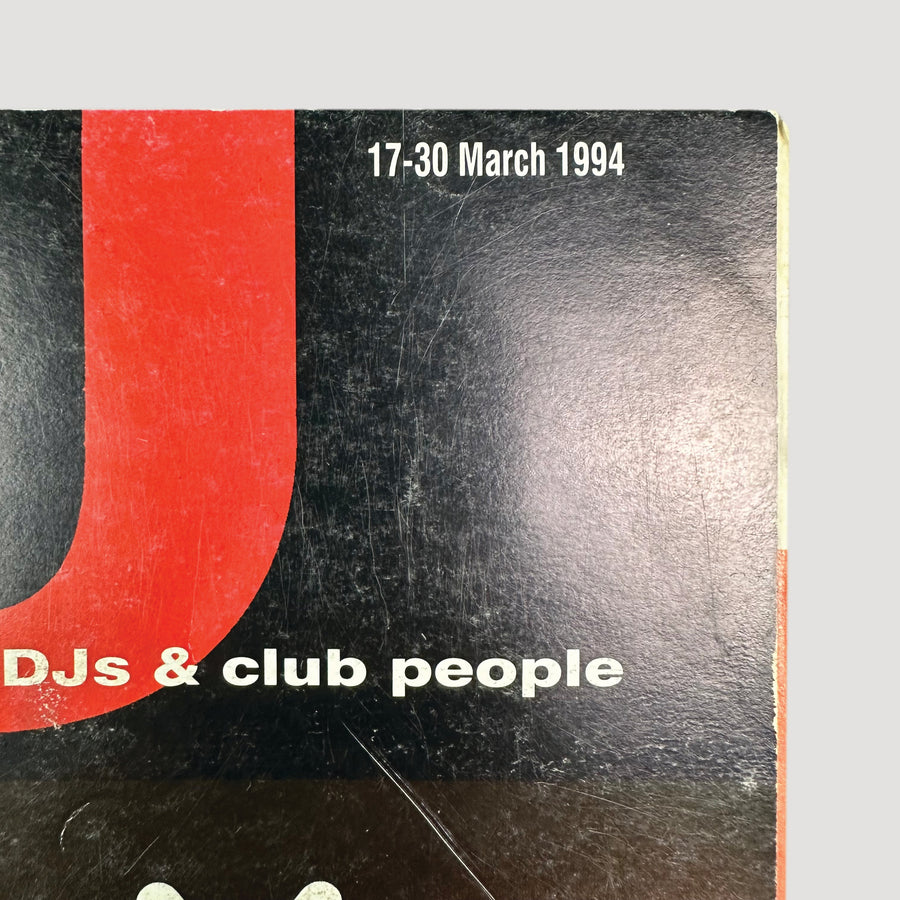 J
17-30 March 1994
DJs & club people